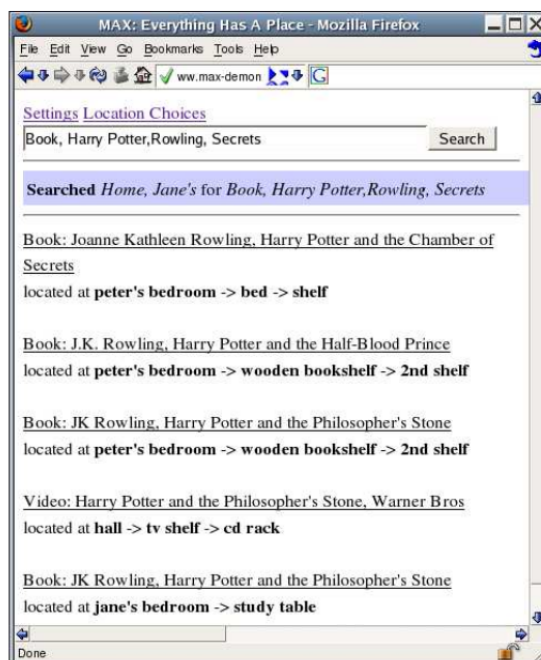 MAX: Everything Has A Place - Mozilla Firefox
File Edit View Go Bookmarks Tools Help
ww.max-demon
G
Settings Location Choices
Book, Harry Potter,Rowling, Secrets
Search
Searched Home, Jane's for Book, Harry Potter,Rowling, Secrets
Book: Joanne Kathleen Rowling, Harry Potter and the Chamber of
Secrets
located at peter's bedroom -> bed -> shelf
Book: J.K. Rowling, Harry Potter and the Half-Blood Prince
located at peter's bedroom -> wooden bookshelf -> 2nd shelf
Book: JK Rowling, Harry Potter and the Philosopher's Stone
located at peter's bedroom -> wooden bookshelf -> 2nd shelf
Video: Harry Potter and the Philosopher's Stone, Warner Bros
located at hall -> tv shelf -> cd rack
Book: JK Rowling, Harry Potter and the Philosopher's Stone
located at jane's bedroom -> study table
Done